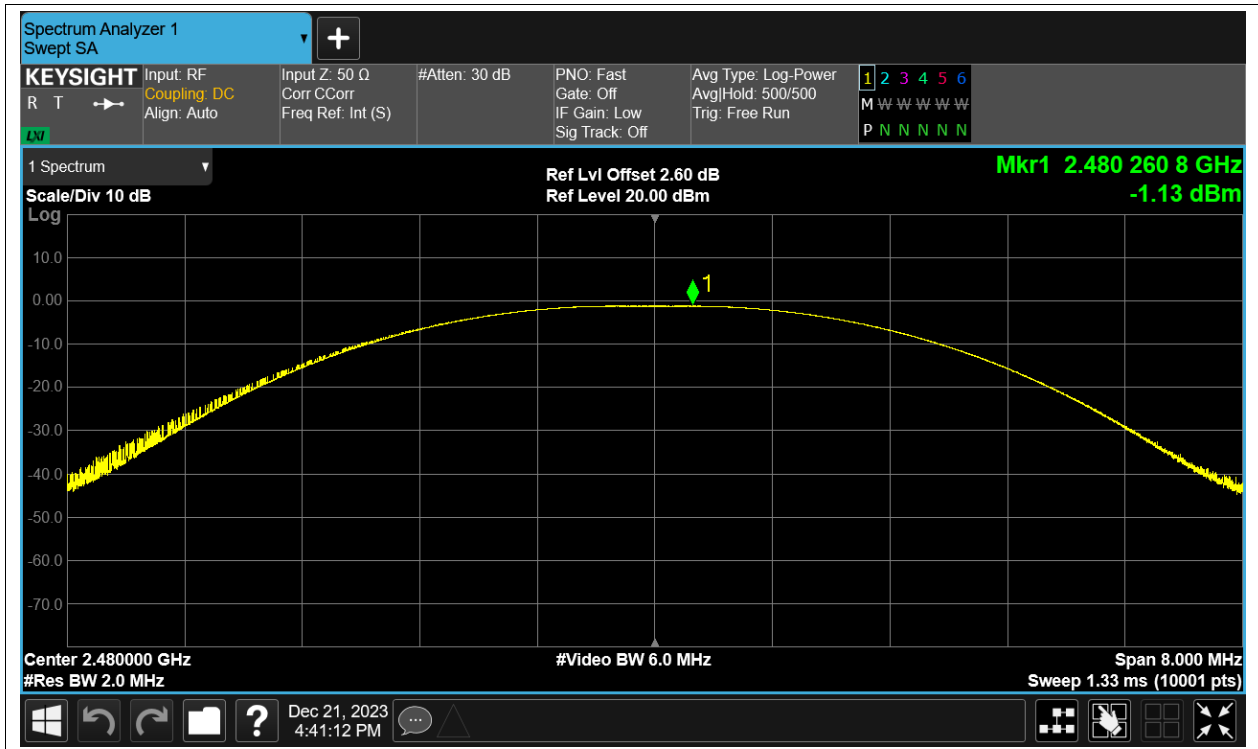 Spectrum Analyzer 1
Swept SA
KEYSIGHT
R T
LXI
Input: RF
Coupling: DC
Align: Auto
Input Z: 50 Ω
Corr CCorr
Freq Ref: Int (S)
#Atten: 30 dB
PNO: Fast
Gate: Off
IF Gain: Low
Sig Track: Off
Avg Type: Log-Power
Avg|Hold: 500/500
Trig: Free Run
1 2 3 4 5 6
M W W W W W
P N N N N N
1 Spectrum
Scale/Div 10 dB
Ref Lvl Offset 2.60 dB
Ref Level 20.00 dBm
Mkr1 2.480 260 8 GHz
-1.13 dBm
Log
10.0
0.00
-10.0
-20.0
-30.0
-40.0
-50.0
-60.0
-70.0
1
Center 2.480000 GHz
#Res BW 2.0 MHz
#Video BW 6.0 MHz
Span 8.000 MHz
Sweep 1.33 ms (10001 pts)
?
Dec 21, 2023
4:41:12 PM